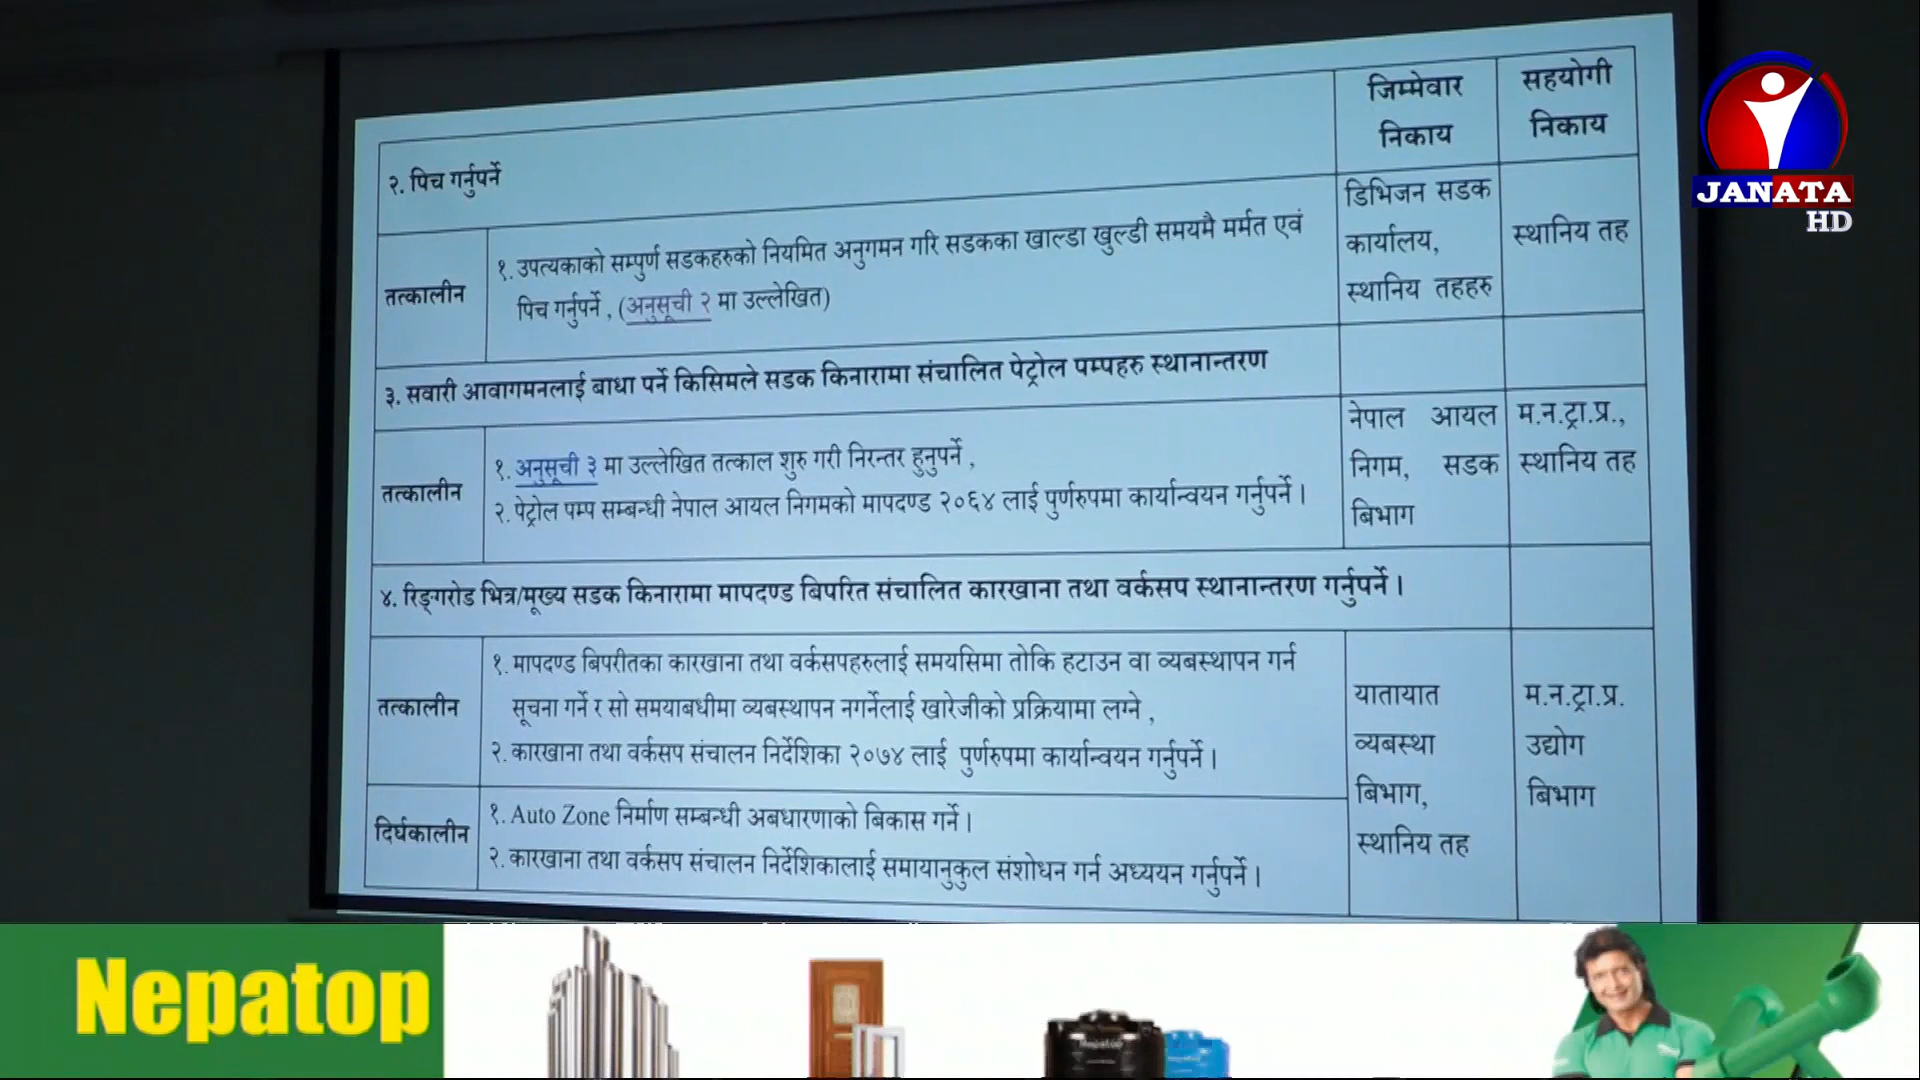 जिम्मेवार निकाय
सहयोगी निकाय
२. पिच गर्नुपर्ने
तत्कालीन
१. उपत्यकाको सम्पुर्ण सडकहरुको नियमित अनुगमन गरि सडकका खाल्डा खुल्डी समयमै मर्मत एवं
पिच गर्नुपर्ने , (अनुसूची २ मा उल्लेखित)
डिभिजन सडक
कार्यालय,
स्थानिय तहहरु
स्थानिय तह
३. सवारी आवागमनलाई बाधा पर्ने किसिमले सडक किनारामा संचालित पेट्रोल पम्पहरु स्थानान्तरण
तत्कालीन
१. अनुसूची ३ मा उल्लेखित तत्काल शुरु गरी निरन्तर हुनुपर्ने ,
२. पेट्रोल पम्प सम्बन्धी नेपाल आयल निगमको मापदण्ड २०६४ लाई पुर्णरुपमा कार्यान्वयन गर्नुपर्ने ।
नेपाल आयल
निगम, सडक
बिभाग
म.न.ट्रा.प्र.,
स्थानिय तह
४. रिङ्गरोड भित्र/मूख्य सडक किनारामा मापदण्ड बिपरित संचालित कारखाना तथा वर्कसप स्थानान्तरण गर्नुपर्ने ।
तत्कालीन
१. मापदण्ड बिपरीतका कारखाना तथा वर्कसपहरुलाई समयसिमा तोकि हटाउन वा व्यबस्थापन गर्न
सूचना गर्ने र सो समयाबधीमा व्यबस्थापन नगर्नेलाई खारेजीको प्रक्रियामा लग्ने ,
२. कारखाना तथा वर्कसप संचालन निर्देशिका २०७४ लाई पुर्णरुपमा कार्यान्वयन गर्नुपर्ने ।
यातायात
व्यबस्था
बिभाग,
स्थानिय तह
म.न.ट्रा.प्र.
उद्योग
बिभाग
दिर्घकालीन
१. Auto Zone निर्माण सम्बन्धी अबधारणाको बिकास गर्ने ।
२. कारखाना तथा वर्कसप संचालन निर्देशिकालाई समायानुकुल संशोधन गर्न अध्ययन गर्नुपर्ने ।
JANATA
HD
Nepatop
Nepatop